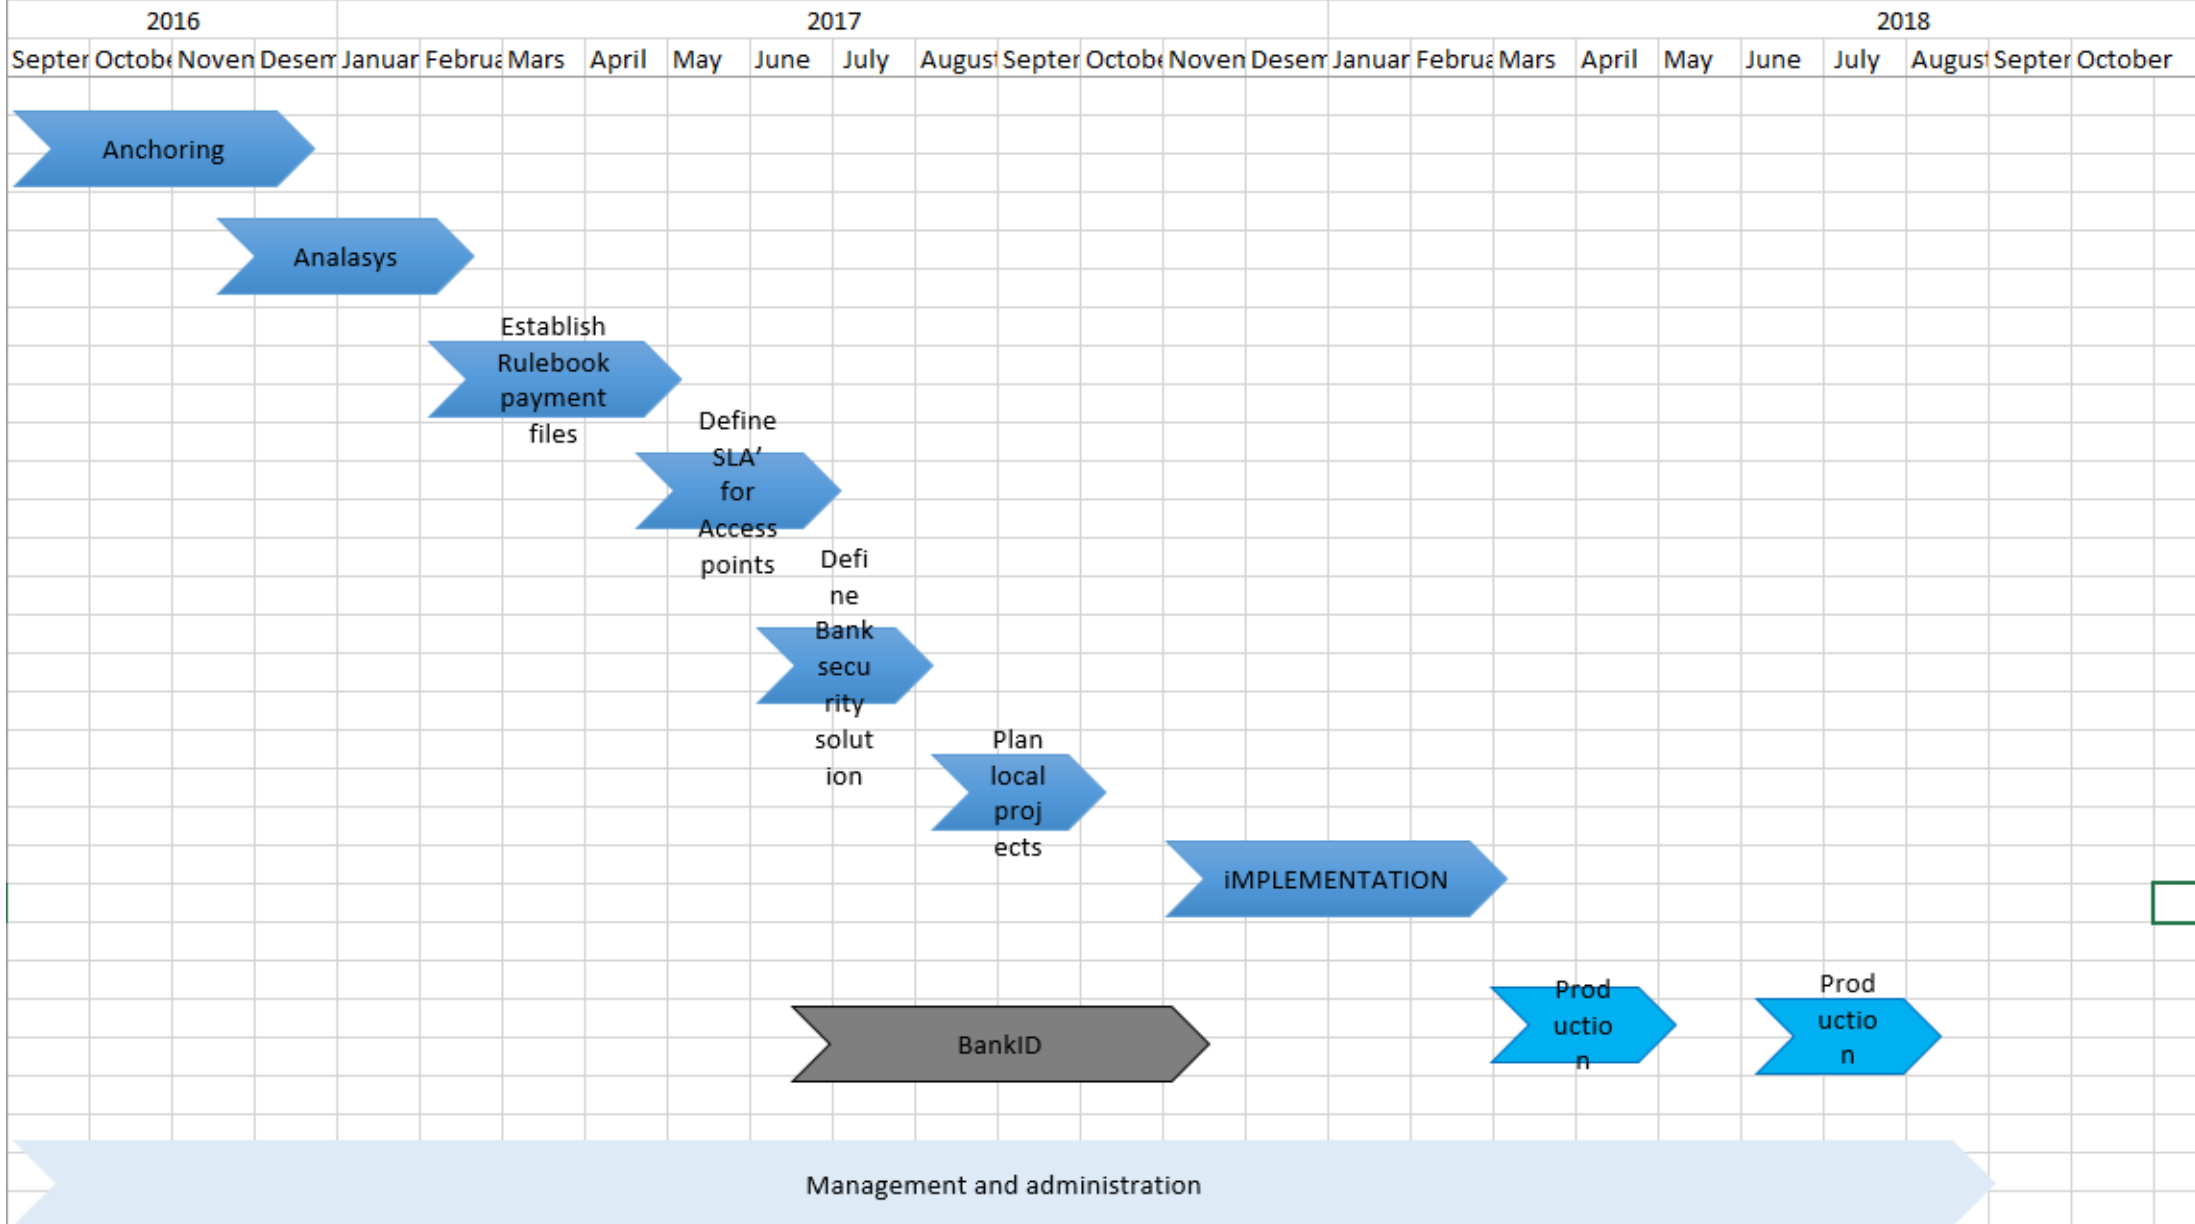 2016 2017 2018
Septer Octobe Noven Desem Januar Februa Mars April May June July August Septer Octobe Noven Desem Januar Februa Mars April May June July August Septer October
Anchoring
Analasys
Establish
Rulebook
payment
files
Define
SLA’
for
Access
points
Defi
ne
Bank
secu
rity
solut
ion
Plan
local
proj
ects
iMPLEMENTATION
Prod
uctio
n
Prod
uctio
n
BankID
Management and administration